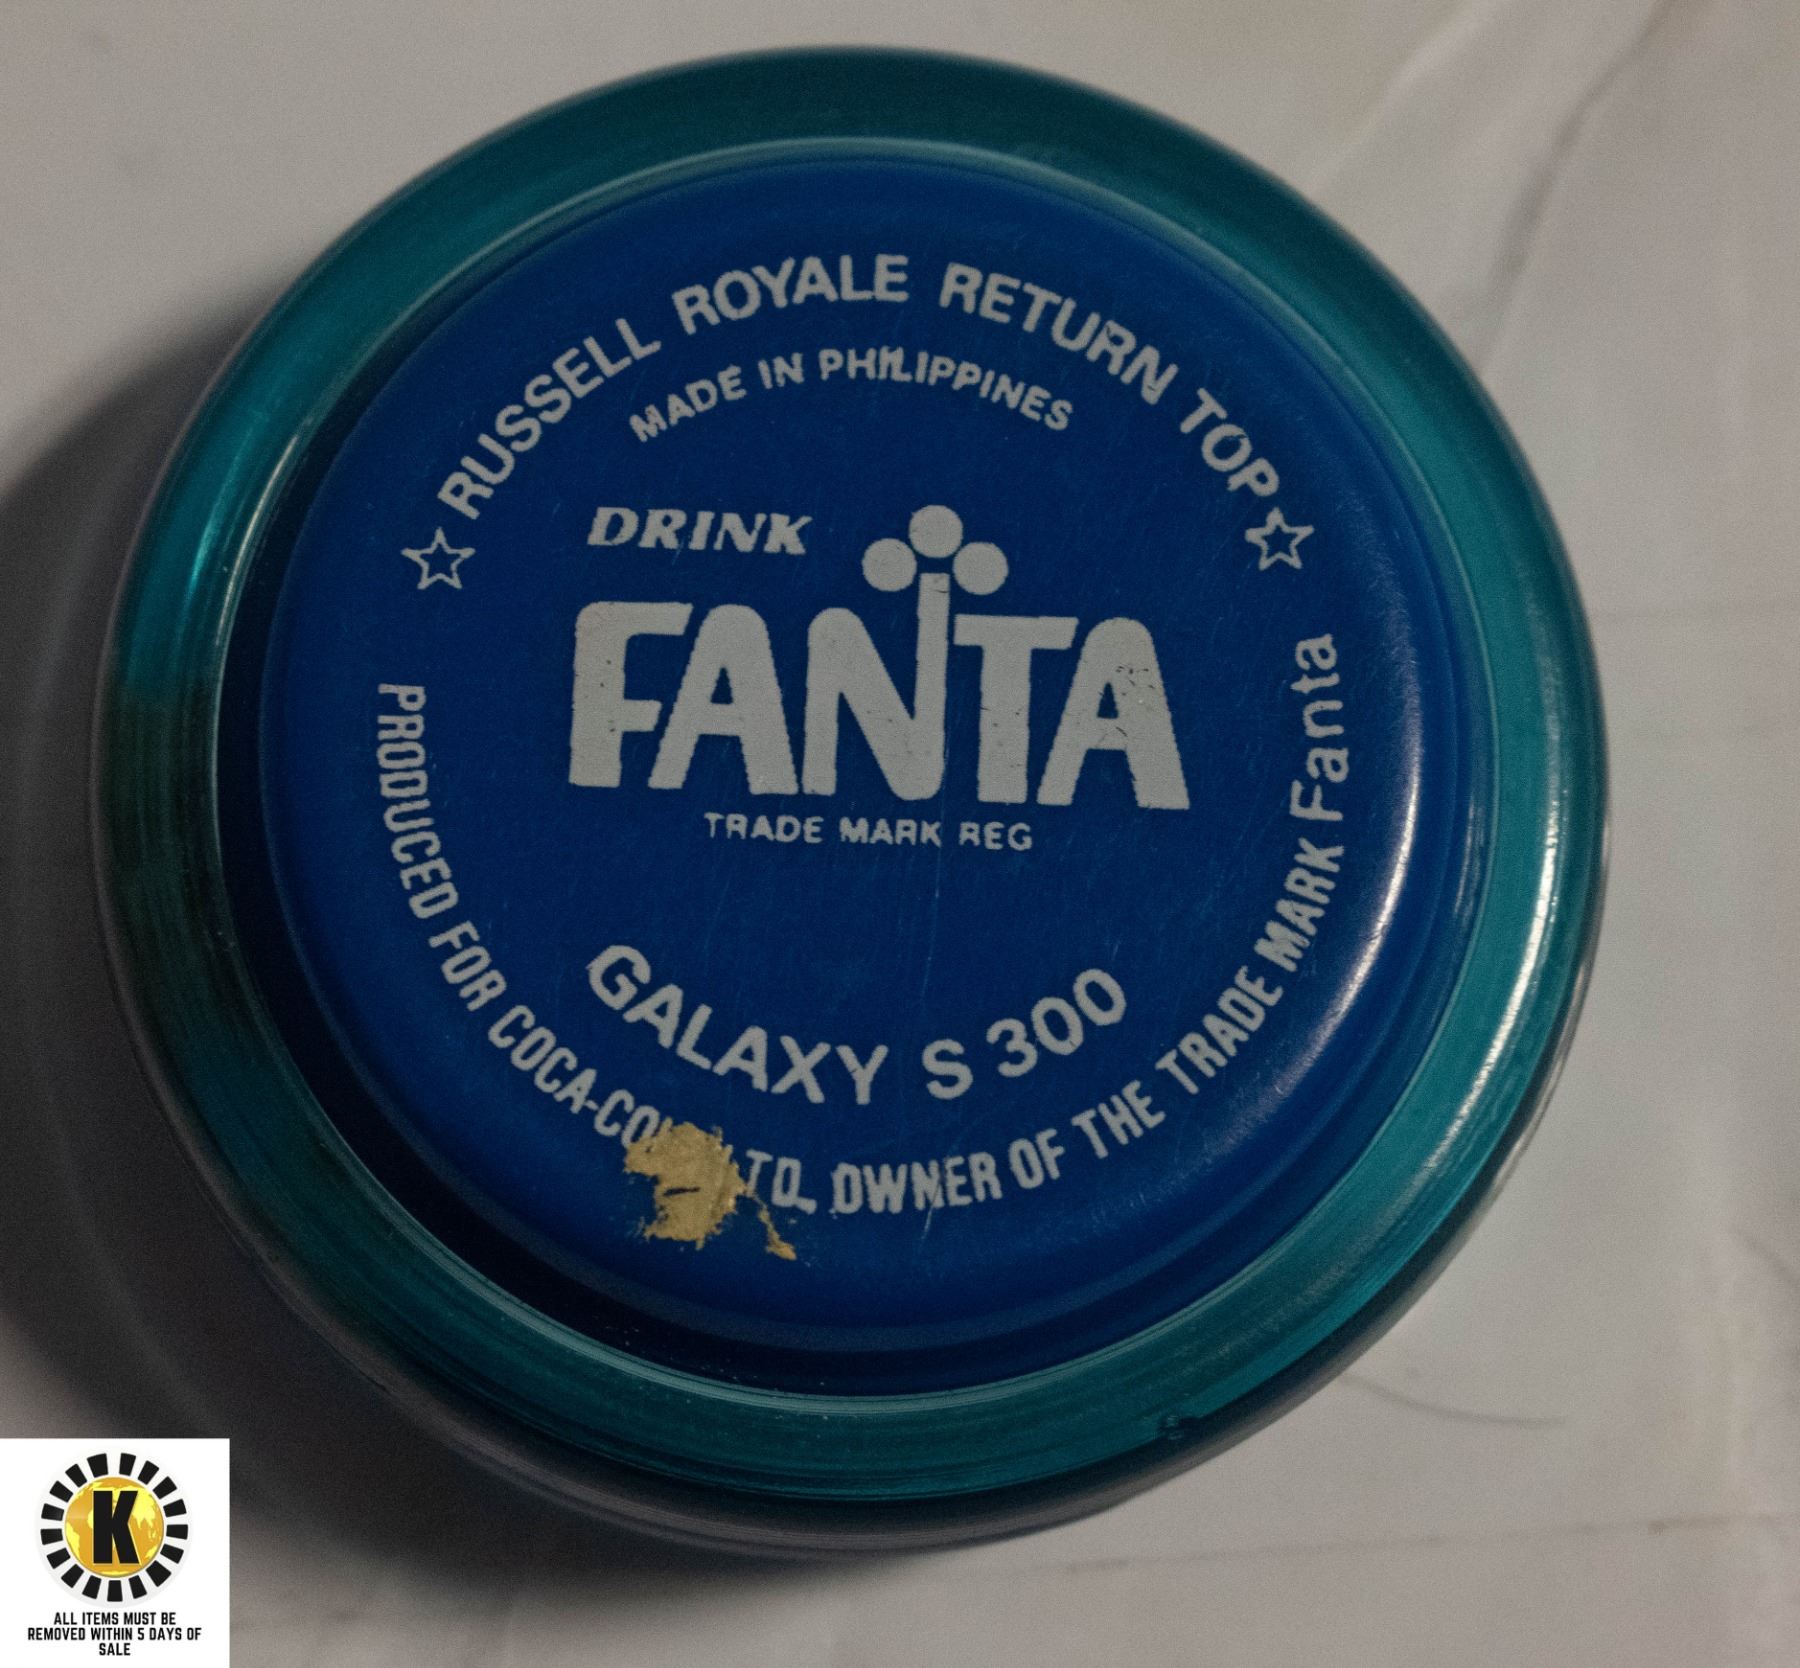 RUSSELL ROYALE RETURN TOP
MADE IN PHILIPPINES
DRINK
FANTA
TRADE MARK REG
GALAXY S 300
PRODUCED FOR OWNER OF THE TRADE MARK Fanta
K
ALL ITEMS MUST BE
REMOVED WITHIN 5 DAYS OF
SALE